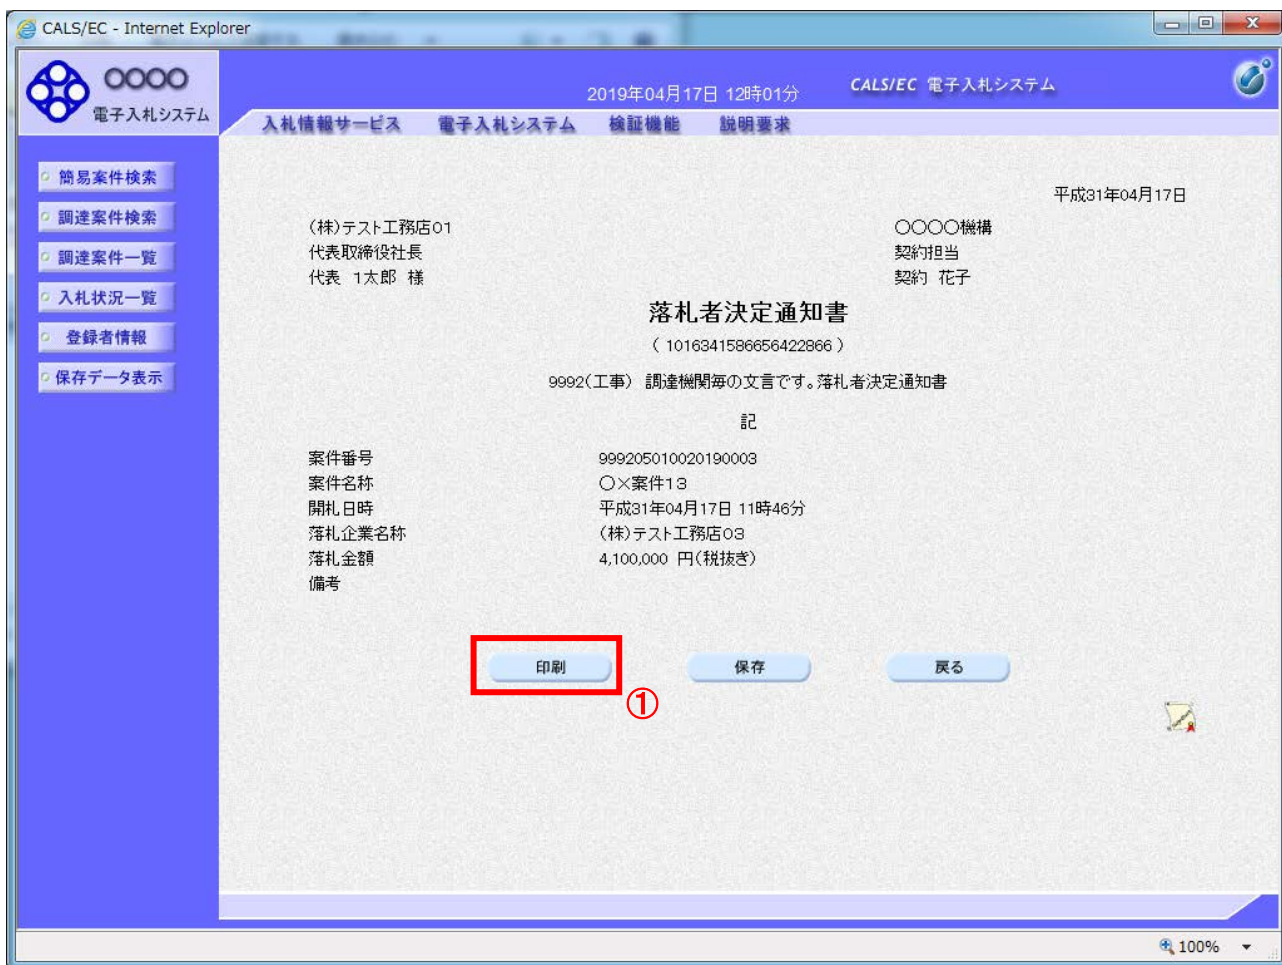 CALS/EC - Internet Explorer
〇〇〇〇
電子入札システム
2019年04月17日 12時01分
CALS/EC 電子入札システム
入札情報サービス 電子入札システム 検証機能 説明要求
簡易案件検索
調達案件検索
調達案件一覧
入札状況一覧
登録者情報
保存データ表示
平成31年04月17日
(株)テスト工務店01
代表取締役社長
代表 1太郎 様
〇〇〇〇機構
契約担当
契約 花子
落札者決定通知書
( 1016341586656422866 )
9992(工事) 調達機関毎の文言です。落札者決定通知書
記
案件番号 999205010020190003
案件名称 〇×案件13
開札日時 平成31年04月17日 11時46分
落札企業名称 (株)テスト工務店03
落札金額 4,100,000 円(税抜き)
備考
印刷 保存 戻る
①
100%